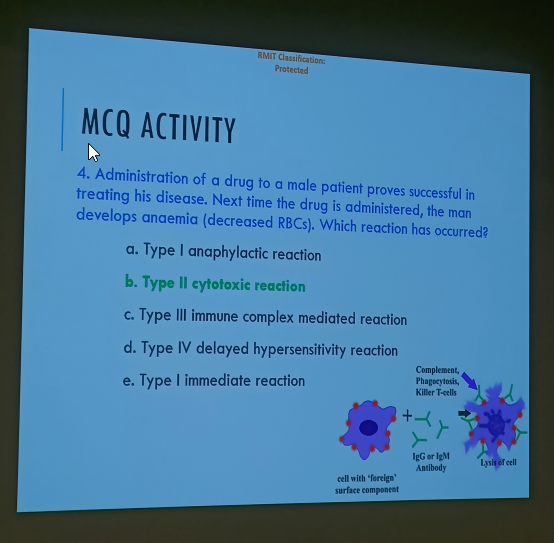 RMIT Classification:
Protected
MCQ ACTIVITY
4. Administration of a drug to a male patient proves successful in
treating his disease. Next time the drug is administered, the man
develops anaemia (decreased RBCs). Which reaction has occurred?
a. Type I anaphylactic reaction
b. Type II cytotoxic reaction
c. Type III immune complex mediated reaction
d. Type IV delayed hypersensitivity reaction
e. Type I immediate reaction
Complement,
Phagocytosis,
Killer T-cells
+
IgG or IgM
Antibody
Lysis of cell
cell with 'foreign'
surface component